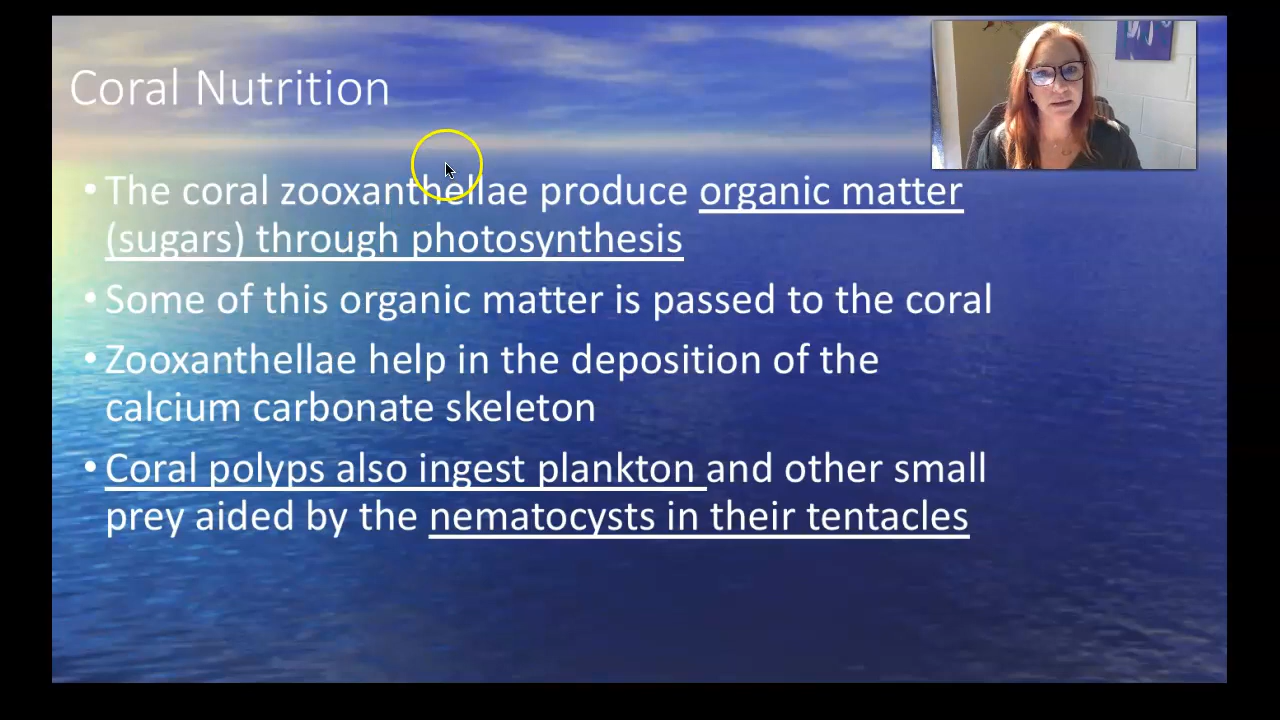 Coral Nutrition
• The coral zooxanthellae produce organic matter
(sugars) through photosynthesis
• Some of this organic matter is passed to the coral
• Zooxanthellae help in the deposition of the
calcium carbonate skeleton
• Coral polyps also ingest plankton and other small
prey aided by the nematocysts in their tentacles